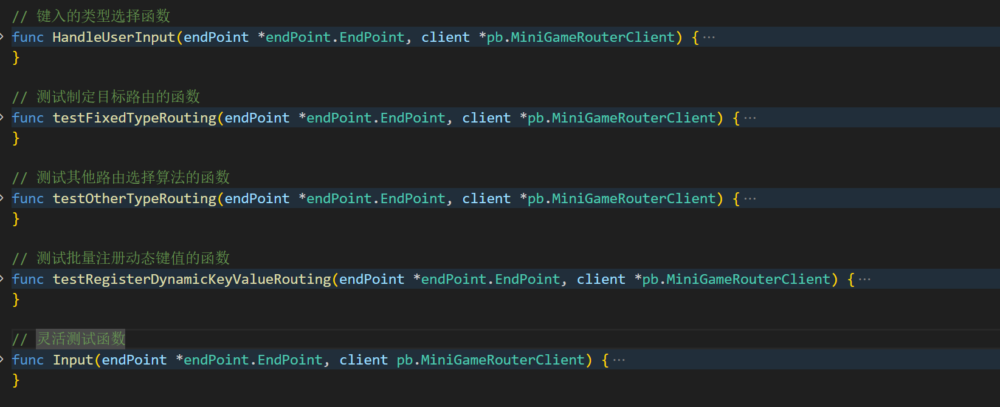 // 键入的类型选择函数
func HandleUserInput(endPoint *endPoint.EndPoint, client *pb.MiniGameRouterClient) {···
}
// 测试制定目标路由的函数
func testFixedTypeRouting(endPoint *endPoint.EndPoint, client *pb.MiniGameRouterClient) {···
}
// 测试其他路由选择算法的函数
func testOtherTypeRouting(endPoint *endPoint.EndPoint, client *pb.MiniGameRouterClient) {···
}
// 测试批量注册动态键值的函数
func testRegisterDynamicKeyValueRouting(endPoint *endPoint.EndPoint, client *pb.MiniGameRouterClient) {···
}
// 灵活测试函数
func Input(endPoint *endPoint.EndPoint, client pb.MiniGameRouterClient) {···
}